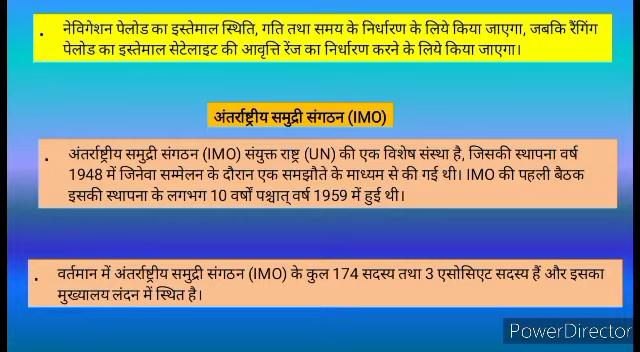 . नेविगेशन पेलोड का इस्तेमाल स्थिति, गति तथा समय के निर्धारण के लिये किया जाएगा, जबकि रैंगिंग
पेलोड का इस्तेमाल सेटेलाइट की आवृत्ति रेंज का निर्धारण करने के लिये किया जाएगा।
अंतर्राष्ट्रीय समुद्री संगठन (IMO)
. अंतर्राष्ट्रीय समुद्री संगठन (IMO) संयुक्त राष्ट्र (UN) की एक विशेष संस्था है, जिसकी स्थापना वर्ष
1948 में जिनेवा सम्मेलन के दौरान एक समझौते के माध्यम से की गई थी। IMO की पहली बैठक
इसकी स्थापना के लगभग 10 वर्षों पश्चात् वर्ष 1959 में हुई थी।
. वर्तमान में अंतर्राष्ट्रीय समुद्री संगठन (IMO) के कुल 174 सदस्य तथा 3 एसोसिएट सदस्य हैं और इसका
मुख्यालय लंदन में स्थित है।
PowerDirector